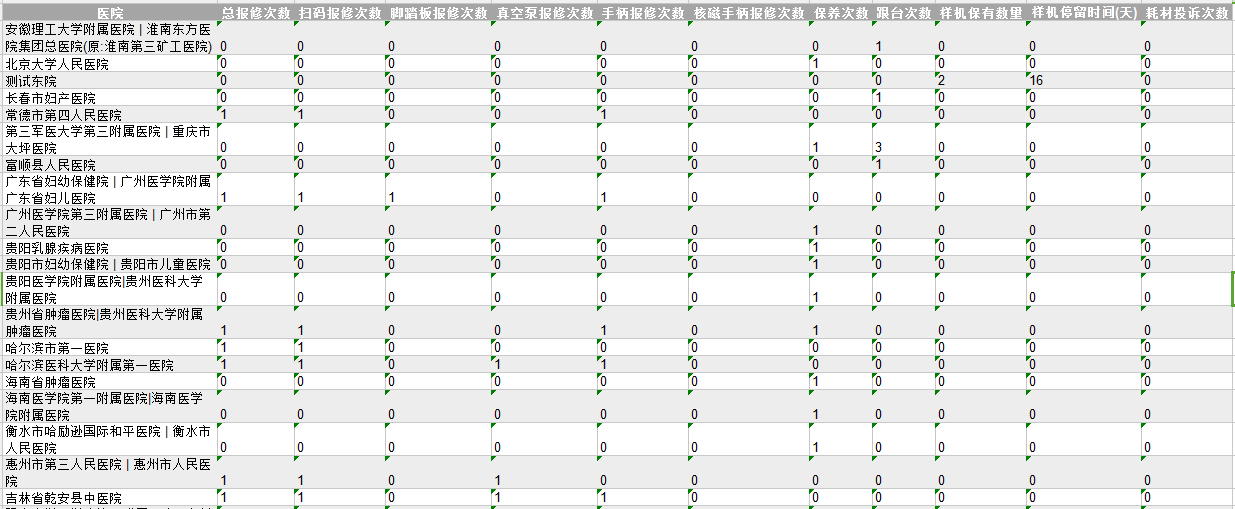 医院 总报修次数 扫码报修次数 脚踏板报修次数 真空泵报修次数 手柄报修次数 核磁手柄报修次数 保养次数 跟台次数 样机保有数量 样机停留时间(天) 耗材投诉次数
安徽理工大学附属医院 | 淮南东方医
院集团总医院(原:淮南第三矿工医院) 0 0 0 0 0 0 0 1 0 0 0
北京大学人民医院 0 0 0 0 0 0 1 0 0 0 0
测试东院 0 0 0 0 0 0 0 0 2 16 0
长春市妇产医院 0 0 0 0 0 0 0 1 0 0 0
常德市第四人民医院 1 1 0 0 1 0 0 0 0 0 0
第三军医大学第三附属医院 | 重庆市
大坪医院 0 0 0 0 0 0 1 3 0 0 0
富顺县人民医院 0 0 0 0 0 0 0 1 0 0 0
广东省妇幼保健院 | 广州医学院附属
广东省妇儿医院 1 1 1 0 1 0 0 0 0 0 0
广州医学院第三附属医院 | 广州市第
二人民医院 0 0 0 0 0 0 1 0 0 0 0
贵阳乳腺疾病医院 0 0 0 0 0 0 1 0 0 0 0
贵阳市妇幼保健院 | 贵阳市儿童医院 0 0 0 0 0 0 1 0 0 0 0
贵阳医学院附属医院|贵州医科大学
附属医院 0 0 0 0 0 0 1 0 0 0 0
贵州省肿瘤医院|贵州医科大学附属
肿瘤医院 1 1 0 0 1 0 1 0 0 0 0
哈尔滨市第一医院 1 1 0 0 0 0 0 0 0 0 0
哈尔滨医科大学附属第一医院 1 1 0 1 1 0 0 0 0 0 0
海南省肿瘤医院 0 0 0 0 0 0 1 0 0 0 0
海南医学院第一附属医院|海南医学
院附属医院 0 0 0 0 0 0 1 0 0 0 0
衡水市哈励逊国际和平医院 | 衡水市
人民医院 0 0 0 0 0 0 1 0 0 0 0
惠州市第三人民医院 | 惠州市人民医
院 1 1 0 1 0 0 0 0 0 0 0
吉林省乾安县中医院 1 1 0 1 1 0 0 0 0 0 0